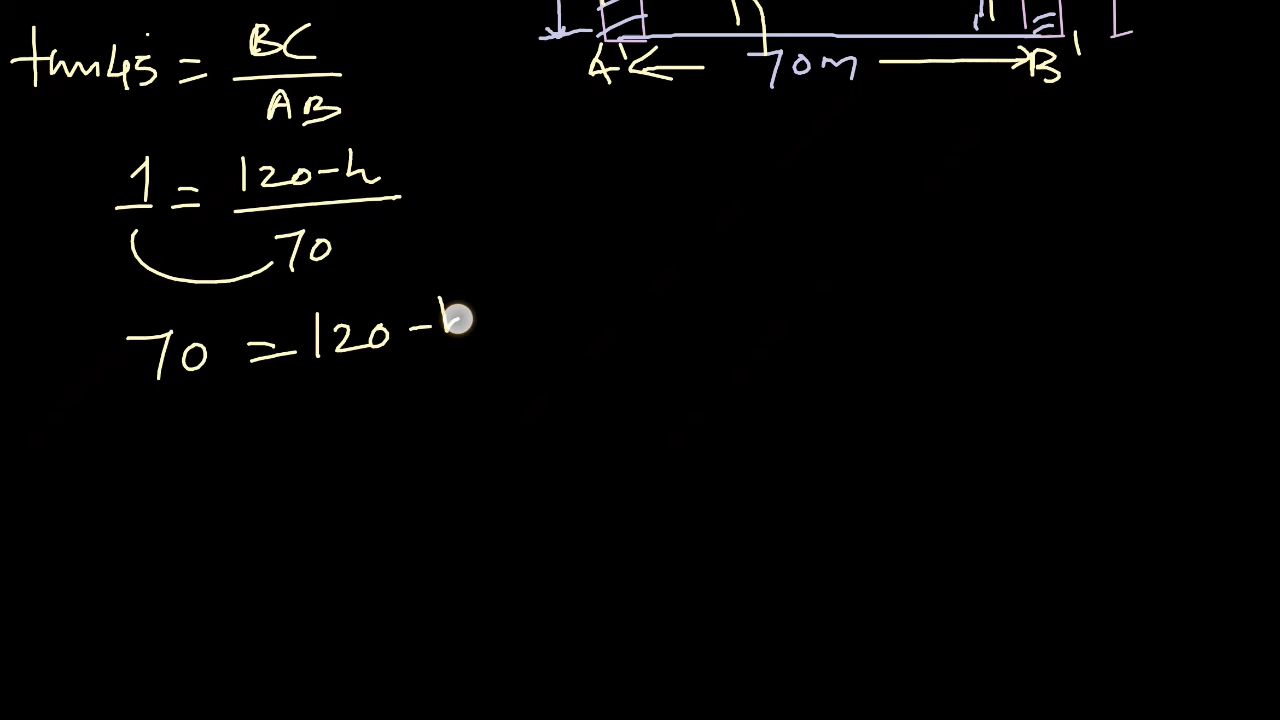 tan45 = BC / AB
1 = 120-h / 70
70 = 120 - h
A' 70m B'